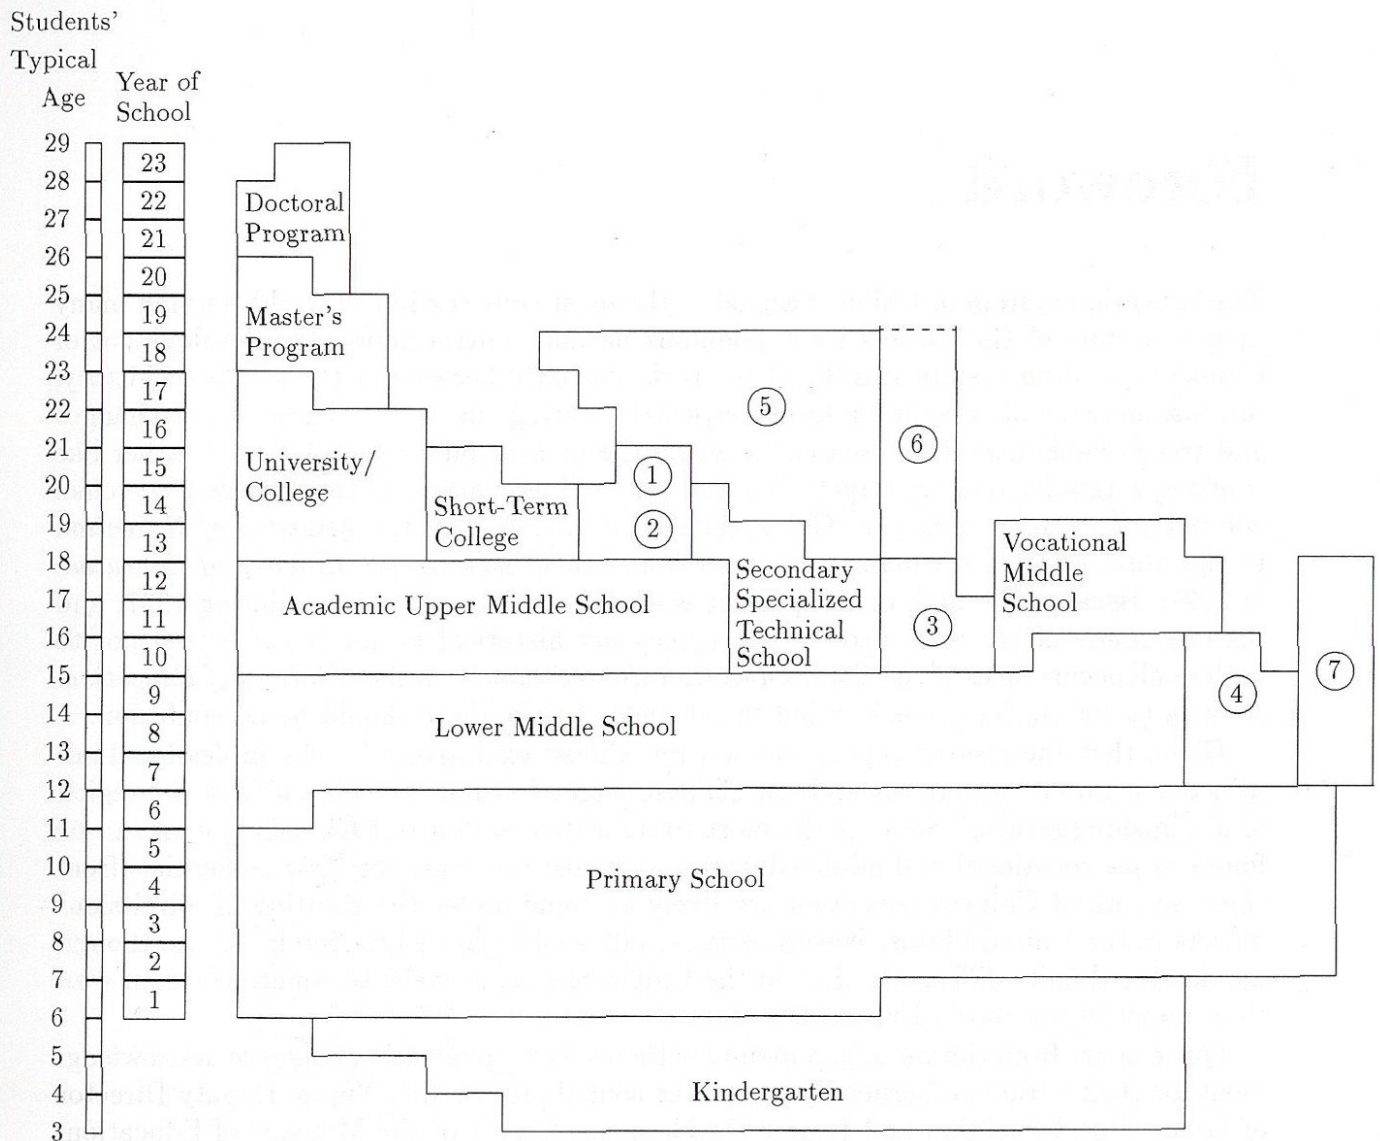 Students’
Typical
Age
Year of
School
29
28
27
26
25
24
23
22
21
20
19
18
17
16
15
14
13
12
11
10
9
8
7
6
5
4
3
23
22
21
20
19
18
17
16
15
14
13
12
11
10
9
8
7
6
5
4
3
2
1
Doctoral
Program
Master’s
Program
University/
College
Short-Term
College
1
2
5
6
Academic Upper Middle School
Secondary
Specialized
Technical
School
3
Vocational
Middle
School
4
7
Lower Middle School
Primary School
Kindergarten